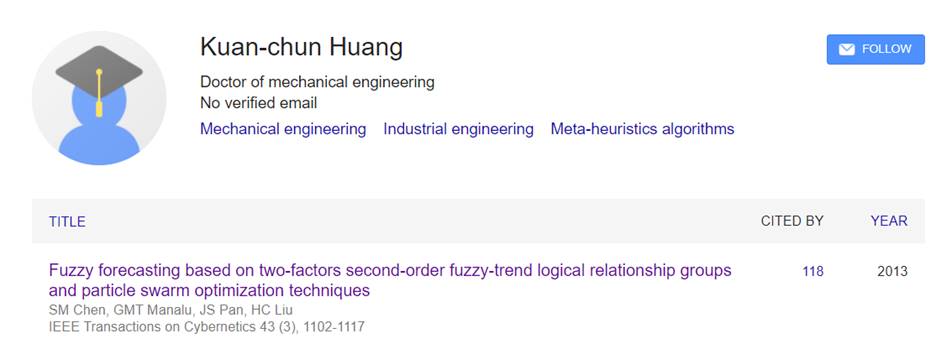 Kuan-chun Huang
FOLLOW
Doctor of mechanical engineering
No verified email
Mechanical engineering Industrial engineering Meta-heuristics algorithms
TITLE CITED BY YEAR
Fuzzy forecasting based on two-factors second-order fuzzy-trend logical relationship groups 118 2013
and particle swarm optimization techniques
SM Chen, GMT Manalu, JS Pan, HC Liu
IEEE Transactions on Cybernetics 43 (3), 1102-1117